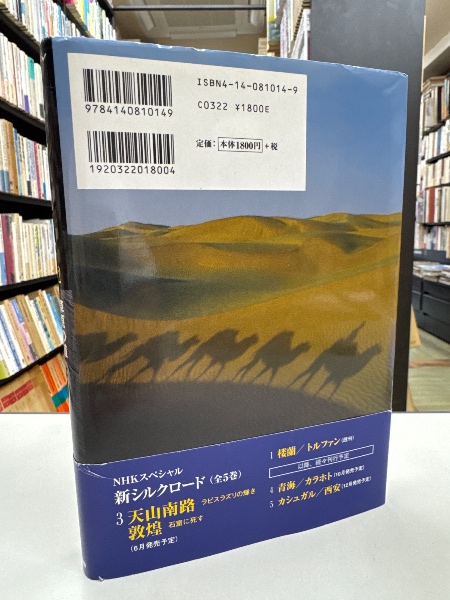 ISBN4-14-081014-9
C0322 ¥1800E
9784140810149
定価：本体1800円＋税
1920322018004
NHKスペシャル
新シルクロード（全5巻）
3 天山南路 ラピスラズリの輝き
敦煌 石窟に死す
（6月発売予定）
1 楼蘭／トルファン（既刊）
以降、続々刊行予定
4 青海／カラホト（10月発売予定）
5 カシュガル／西安（12月発売予定）